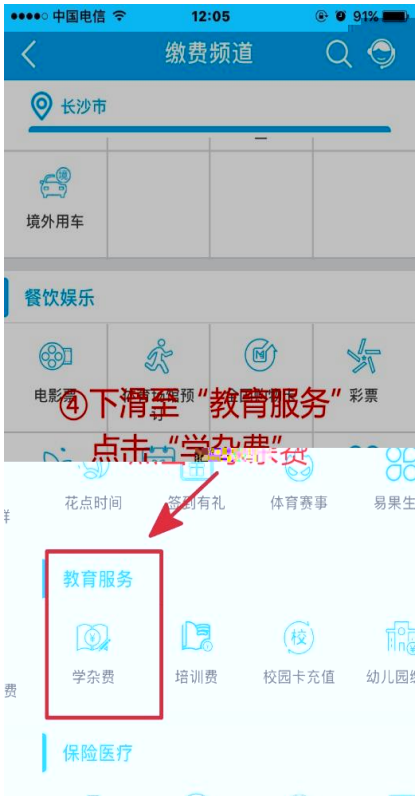 中国电信 12:05 91%
缴费频道
长沙市
境外用车
餐饮娱乐
电影票 彩票
④下滑至“教育服务”
点击“学杂费”
花点时间 签到有礼 体育赛事 易果生
教育服务
学杂费 培训费 校园卡充值 幼儿园
费
保险医疗